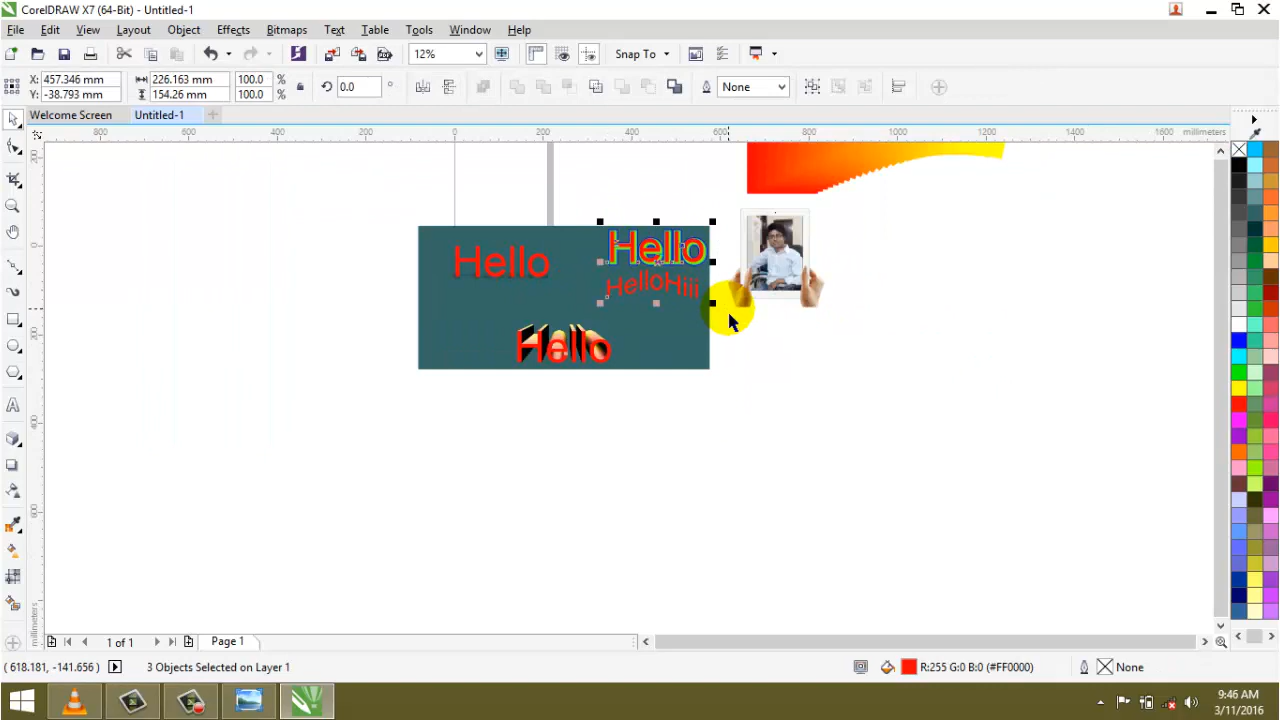 CorelDRAW X7 (64-Bit) - Untitled-1
File Edit View Layout Object Effects Bitmaps Text Table Tools Window Help
12% Snap To
X: 457.346 mm 226.163 mm 100.0 % 0.0 ° None
Y: -38.793 mm 154.26 mm 100.0 %
Welcome Screen Untitled-1
800 600 400 200 0 200 400 600 800 1000 1200 1400 1600 millimeters
Hello Hello
HelloHiii
Hello
millimeters
1 of 1 Page 1
(618.181, -141.656) 3 Objects Selected on Layer 1 R:255 G:0 B:0 (#FF0000) None
9:46 AM
3/11/2016